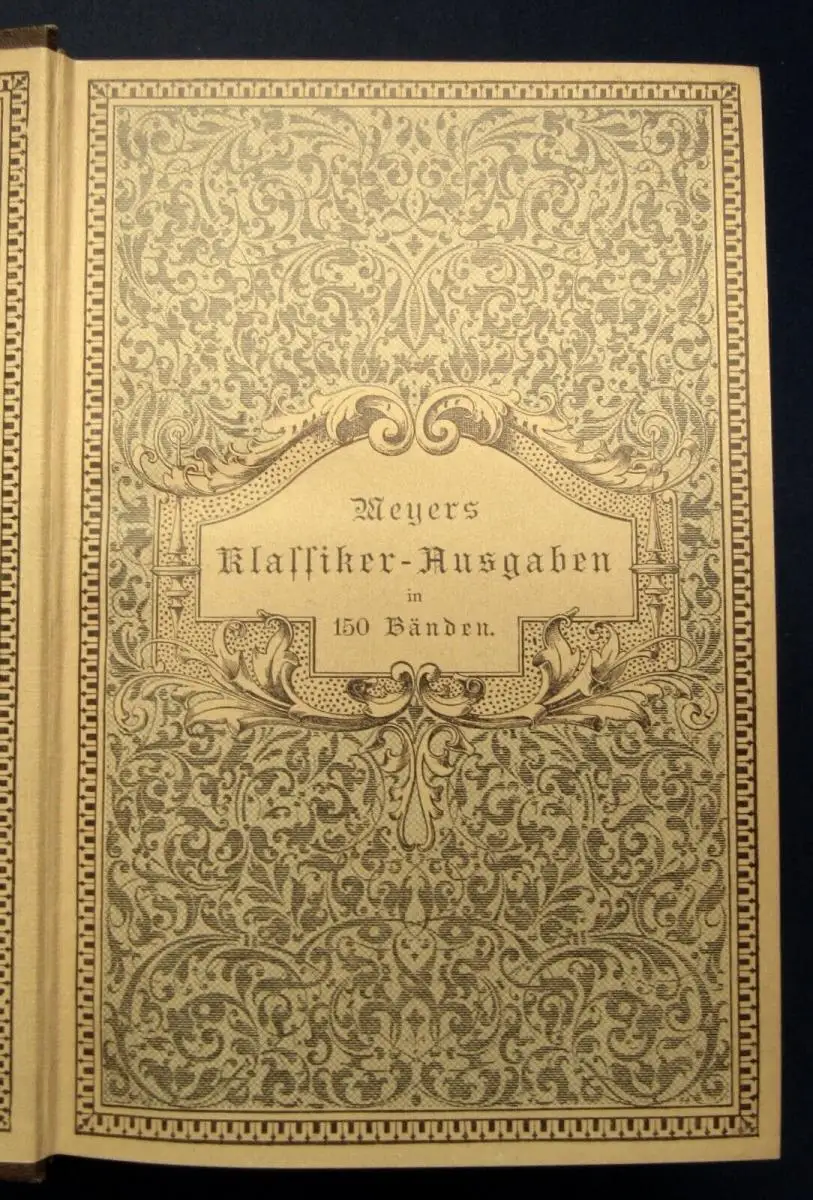 Meyers
Klaſſiker-Ausgaben
in
150 Bänden.